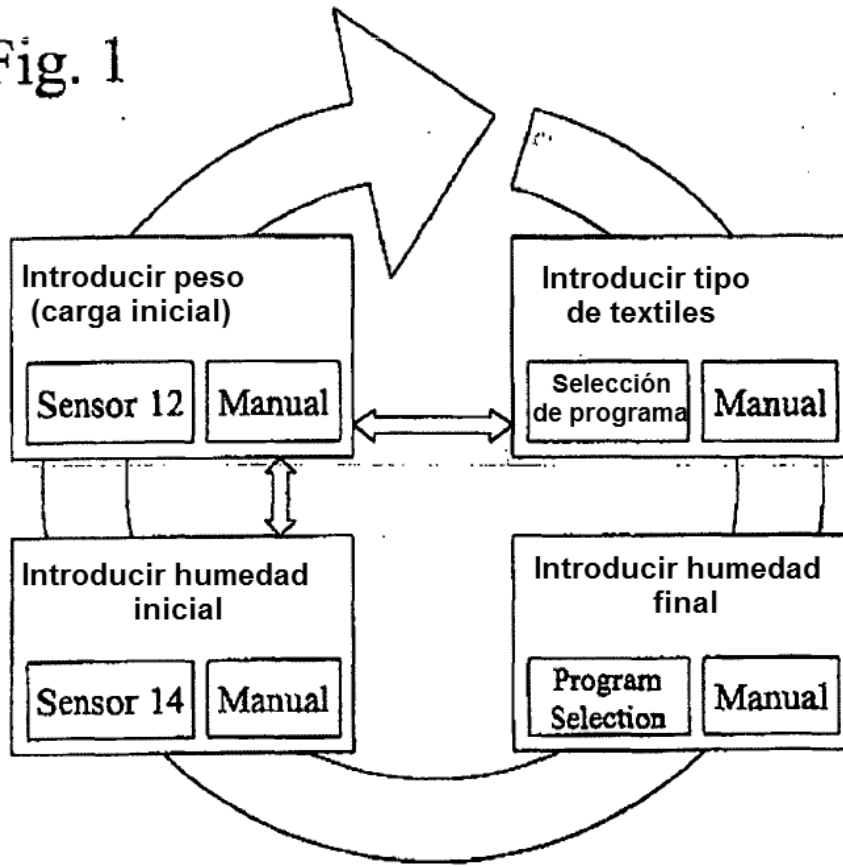 Fig. 1
Introducir peso
(carga inicial)
Sensor 12
Manual
Introducir tipo
de textiles
Selección
de programa
Manual
Introducir humedad
inicial
Sensor 14
Manual
Introducir humedad
final
Program
Selection
Manual